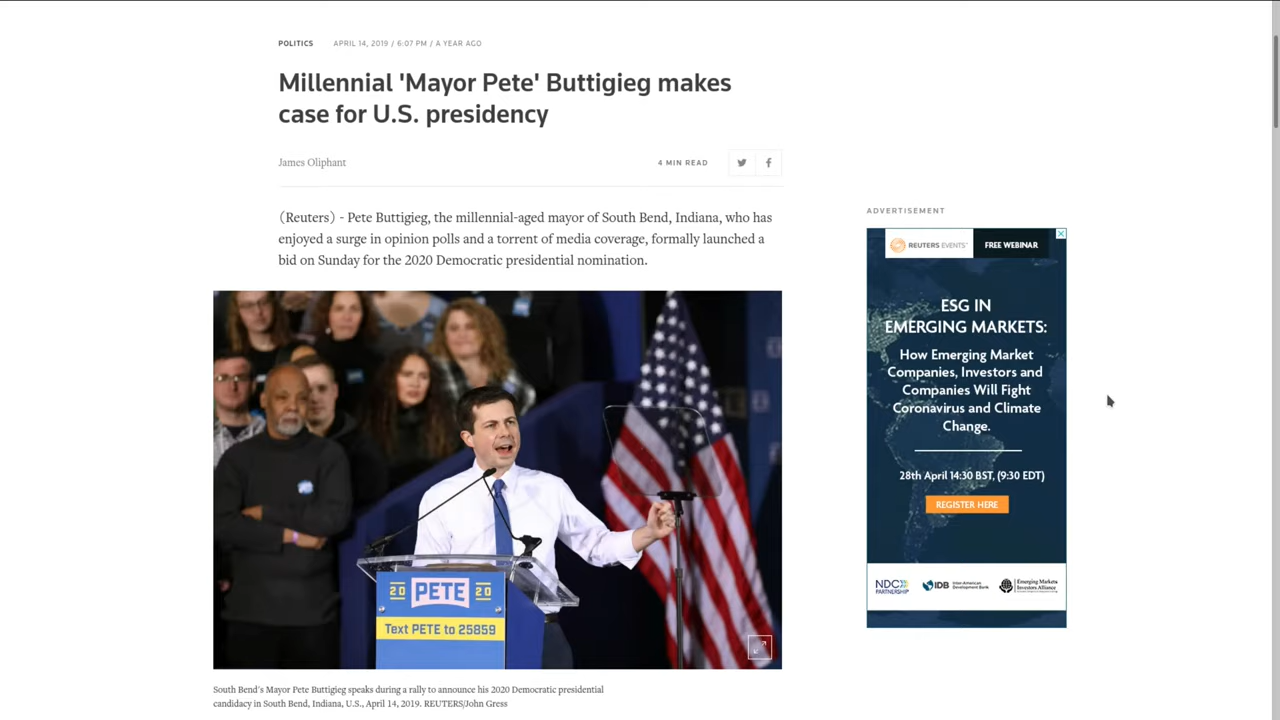 POLITICS APRIL 14, 2019 / 6:07 PM / A YEAR AGO
Millennial 'Mayor Pete' Buttigieg makes
case for U.S. presidency
James Oliphant
4 MIN READ
(Reuters) - Pete Buttigieg, the millennial-aged mayor of South Bend, Indiana, who has
enjoyed a surge in opinion polls and a torrent of media coverage, formally launched a
bid on Sunday for the 2020 Democratic presidential nomination.
20 PETE 20
Text PETE to 25859
South Bend's Mayor Pete Buttigieg speaks during a rally to announce his 2020 Democratic presidential
candidacy in South Bend, Indiana, U.S., April 14, 2019. REUTERS/John Gress
ADVERTISEMENT
REUTERS EVENTS™ FREE WEBINAR
ESG IN
EMERGING MARKETS:
How Emerging Market
Companies, Investors and
Companies Will Fight
Coronavirus and Climate
Change.
28th April 14:30 BST, (9:30 EDT)
REGISTER HERE
NDC
PARTNERSHIP
IDB Inter-American
Development Bank
Emerging Markets
Investors Alliance